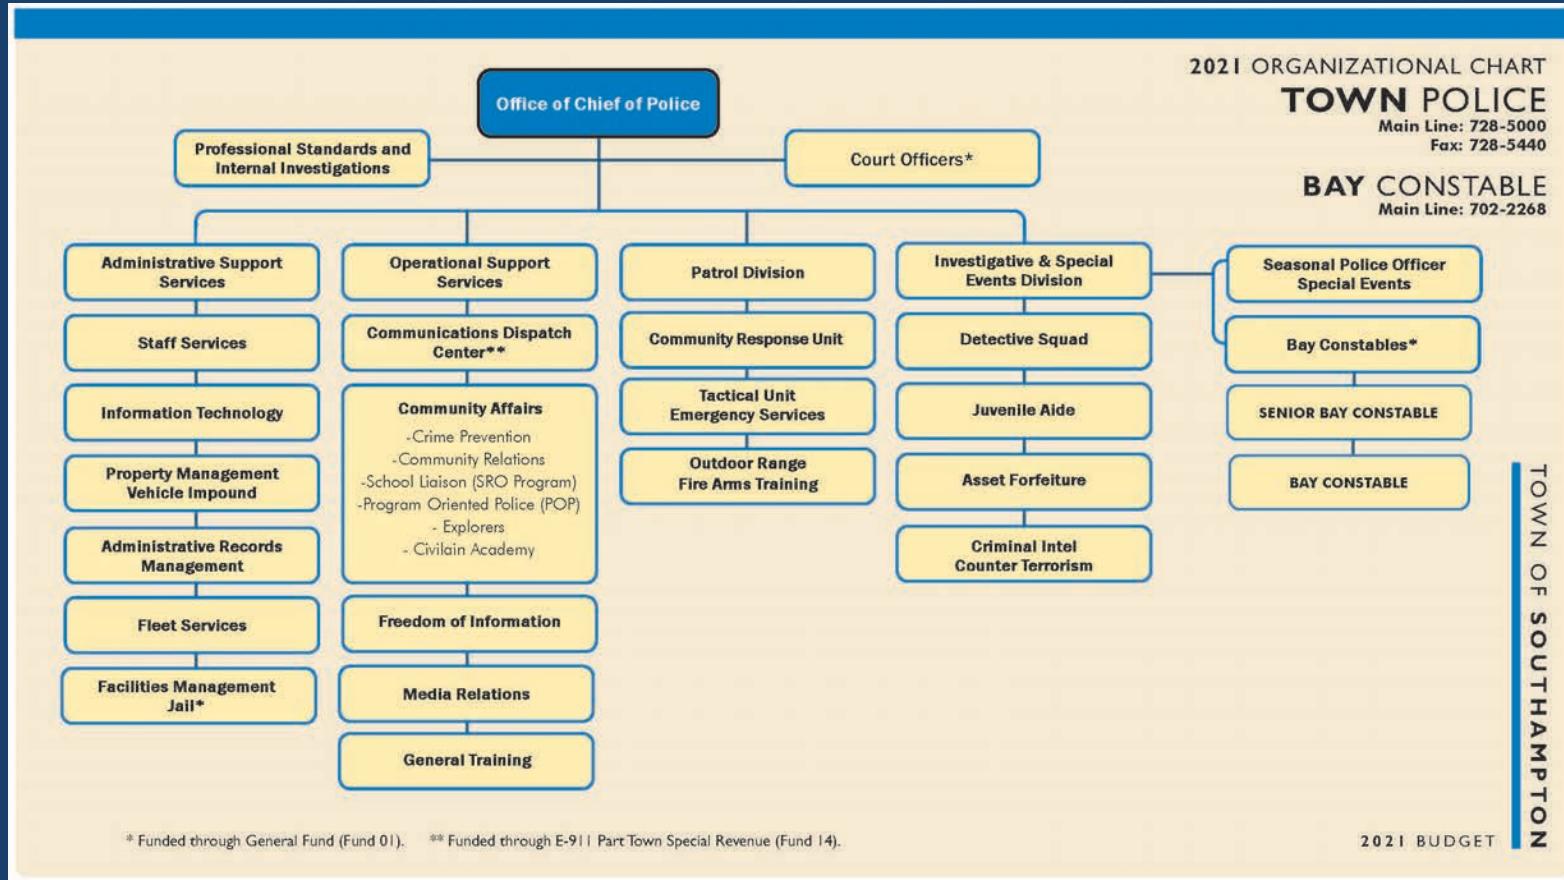 2021 ORGANIZATIONAL CHART
TOWN POLICE
Main Line: 728-5000
Fax: 728-5440
BAY CONSTABLE
Main Line: 702-2268
Office of Chief of Police
Professional Standards and
Internal Investigations
Court Officers*
Administrative Support
Services
Staff Services
Information Technology
Property Management
Vehicle Impound
Administrative Records
Management
Fleet Services
Facilities Management
Jail*
Operational Support
Services
Communications Dispatch
Center**
Community Affairs
-Crime Prevention
-Community Relations
-School Liaison (SRO Program)
-Program Oriented Police (POP)
- Explorers
- Civilain Academy
Freedom of Information
Media Relations
General Training
Patrol Division
Community Response Unit
Tactical Unit
Emergency Services
Outdoor Range
Fire Arms Training
Investigative & Special
Events Division
Detective Squad
Juvenile Aide
Asset Forfeiture
Criminal Intel
Counter Terrorism
Seasonal Police Officer
Special Events
Bay Constables*
SENIOR BAY CONSTABLE
BAY CONSTABLE
TOWN OF SOUTHAMPTON
* Funded through General Fund (Fund 01). ** Funded through E-911 Part Town Special Revenue (Fund 14).
2021 BUDGET